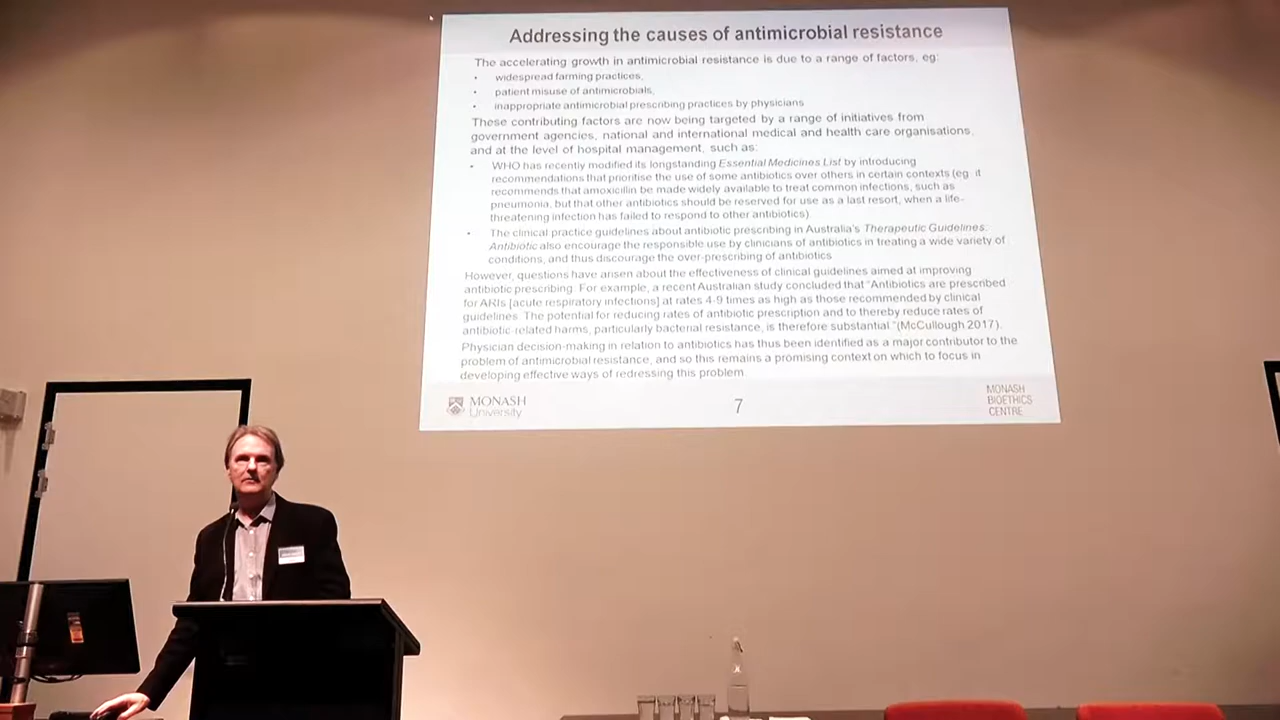 Addressing the causes of antimicrobial resistance
The accelerating growth in antimicrobial resistance is due to a range of factors, eg:
• widespread farming practices,
• patient misuse of antimicrobials,
• inappropriate antimicrobial prescribing practices by physicians
These contributing factors are now being targeted by a range of initiatives from
government agencies, national and international medical and health care organisations,
and at the level of hospital management, such as:
• WHO has recently modified its longstanding Essential Medicines List by introducing
recommendations that prioritise the use of some antibiotics over others in certain contexts (eg. it
recommends that amoxicillin be made widely available to treat common infections, such as
pneumonia, but that other antibiotics should be reserved for use as a last resort, when a life-
threatening infection has failed to respond to other antibiotics).
• The clinical practice guidelines about antibiotic prescribing in Australia's Therapeutic Guidelines:
Antibiotic also encourage the responsible use by clinicians of antibiotics in treating a wide variety of
conditions, and thus discourage the over-prescribing of antibiotics
However, questions have arisen about the effectiveness of clinical guidelines aimed at improving
antibiotic prescribing. For example, a recent Australian study concluded that "Antibiotics are prescribed
for ARIs [acute respiratory infections] at rates 4-9 times as high as those recommended by clinical
guidelines. The potential for reducing rates of antibiotic prescription and to thereby reduce rates of
antibiotic-related harms, particularly bacterial resistance, is therefore substantial."(McCullough 2017).
Physician decision-making in relation to antibiotics has thus been identified as a major contributor to the
problem of antimicrobial resistance, and so this remains a promising context on which to focus in
developing effective ways of redressing this problem.
MONASH
University
7
MONASH
BIOETHICS
CENTRE